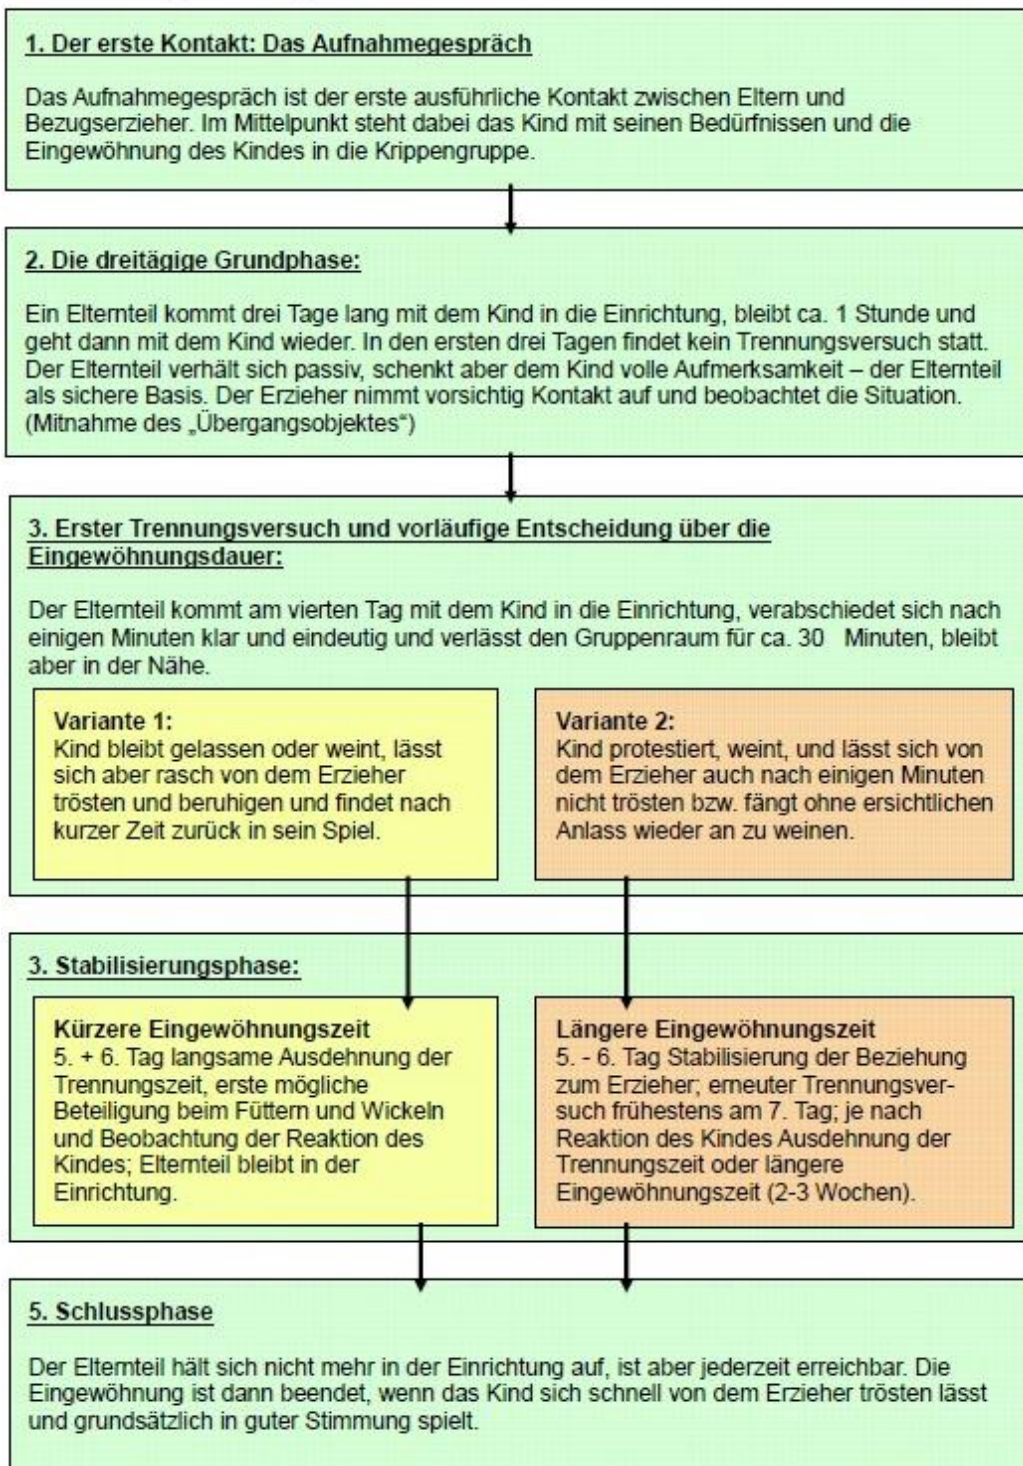 1. Der erste Kontakt: Das Aufnahmegespräch
Das Aufnahmegespräch ist der erste ausführliche Kontakt zwischen Eltern und
Bezugserzieher. Im Mittelpunkt steht dabei das Kind mit seinen Bedürfnissen und die
Eingewöhnung des Kindes in die Krippengruppe.
2. Die dreitägige Grundphase:
Ein Elternteil kommt drei Tage lang mit dem Kind in die Einrichtung, bleibt ca. 1 Stunde und
geht dann mit dem Kind wieder. In den ersten drei Tagen findet kein Trennungsversuch statt.
Der Elternteil verhält sich passiv, schenkt aber dem Kind volle Aufmerksamkeit – der Elternteil
als sichere Basis. Der Erzieher nimmt vorsichtig Kontakt auf und beobachtet die Situation.
(Mitnahme des „Übergangsobjektes“)
3. Erster Trennungsversuch und vorläufige Entscheidung über die
Eingewöhnungsdauer:
Der Elternteil kommt am vierten Tag mit dem Kind in die Einrichtung, verabschiedet sich nach
einigen Minuten klar und eindeutig und verlässt den Gruppenraum für ca. 30 Minuten, bleibt
aber in der Nähe.
Variante 1:
Kind bleibt gelassen oder weint, lässt
sich aber rasch von dem Erzieher
trösten und beruhigen und findet nach
kurzer Zeit zurück in sein Spiel.
Variante 2:
Kind protestiert, weint, und lässt sich von
dem Erzieher auch nach einigen Minuten
nicht trösten bzw. fängt ohne ersichtlichen
Anlass wieder an zu weinen.
3. Stabilisierungsphase:
Kürzere Eingewöhnungszeit
5. + 6. Tag langsame Ausdehnung der
Trennungszeit, erste mögliche
Beteiligung beim Füttern und Wickeln
und Beobachtung der Reaktion des
Kindes; Elternteil bleibt in der
Einrichtung.
Längere Eingewöhnungszeit
5. - 6. Tag Stabilisierung der Beziehung
zum Erzieher; erneuter Trennungsver-
such frühestens am 7. Tag; je nach
Reaktion des Kindes Ausdehnung der
Trennungszeit oder längere
Eingewöhnungszeit (2-3 Wochen).
5. Schlussphase
Der Elternteil hält sich nicht mehr in der Einrichtung auf, ist aber jederzeit erreichbar. Die
Eingewöhnung ist dann beendet, wenn das Kind sich schnell von dem Erzieher trösten lässt
und grundsätzlich in guter Stimmung spielt.